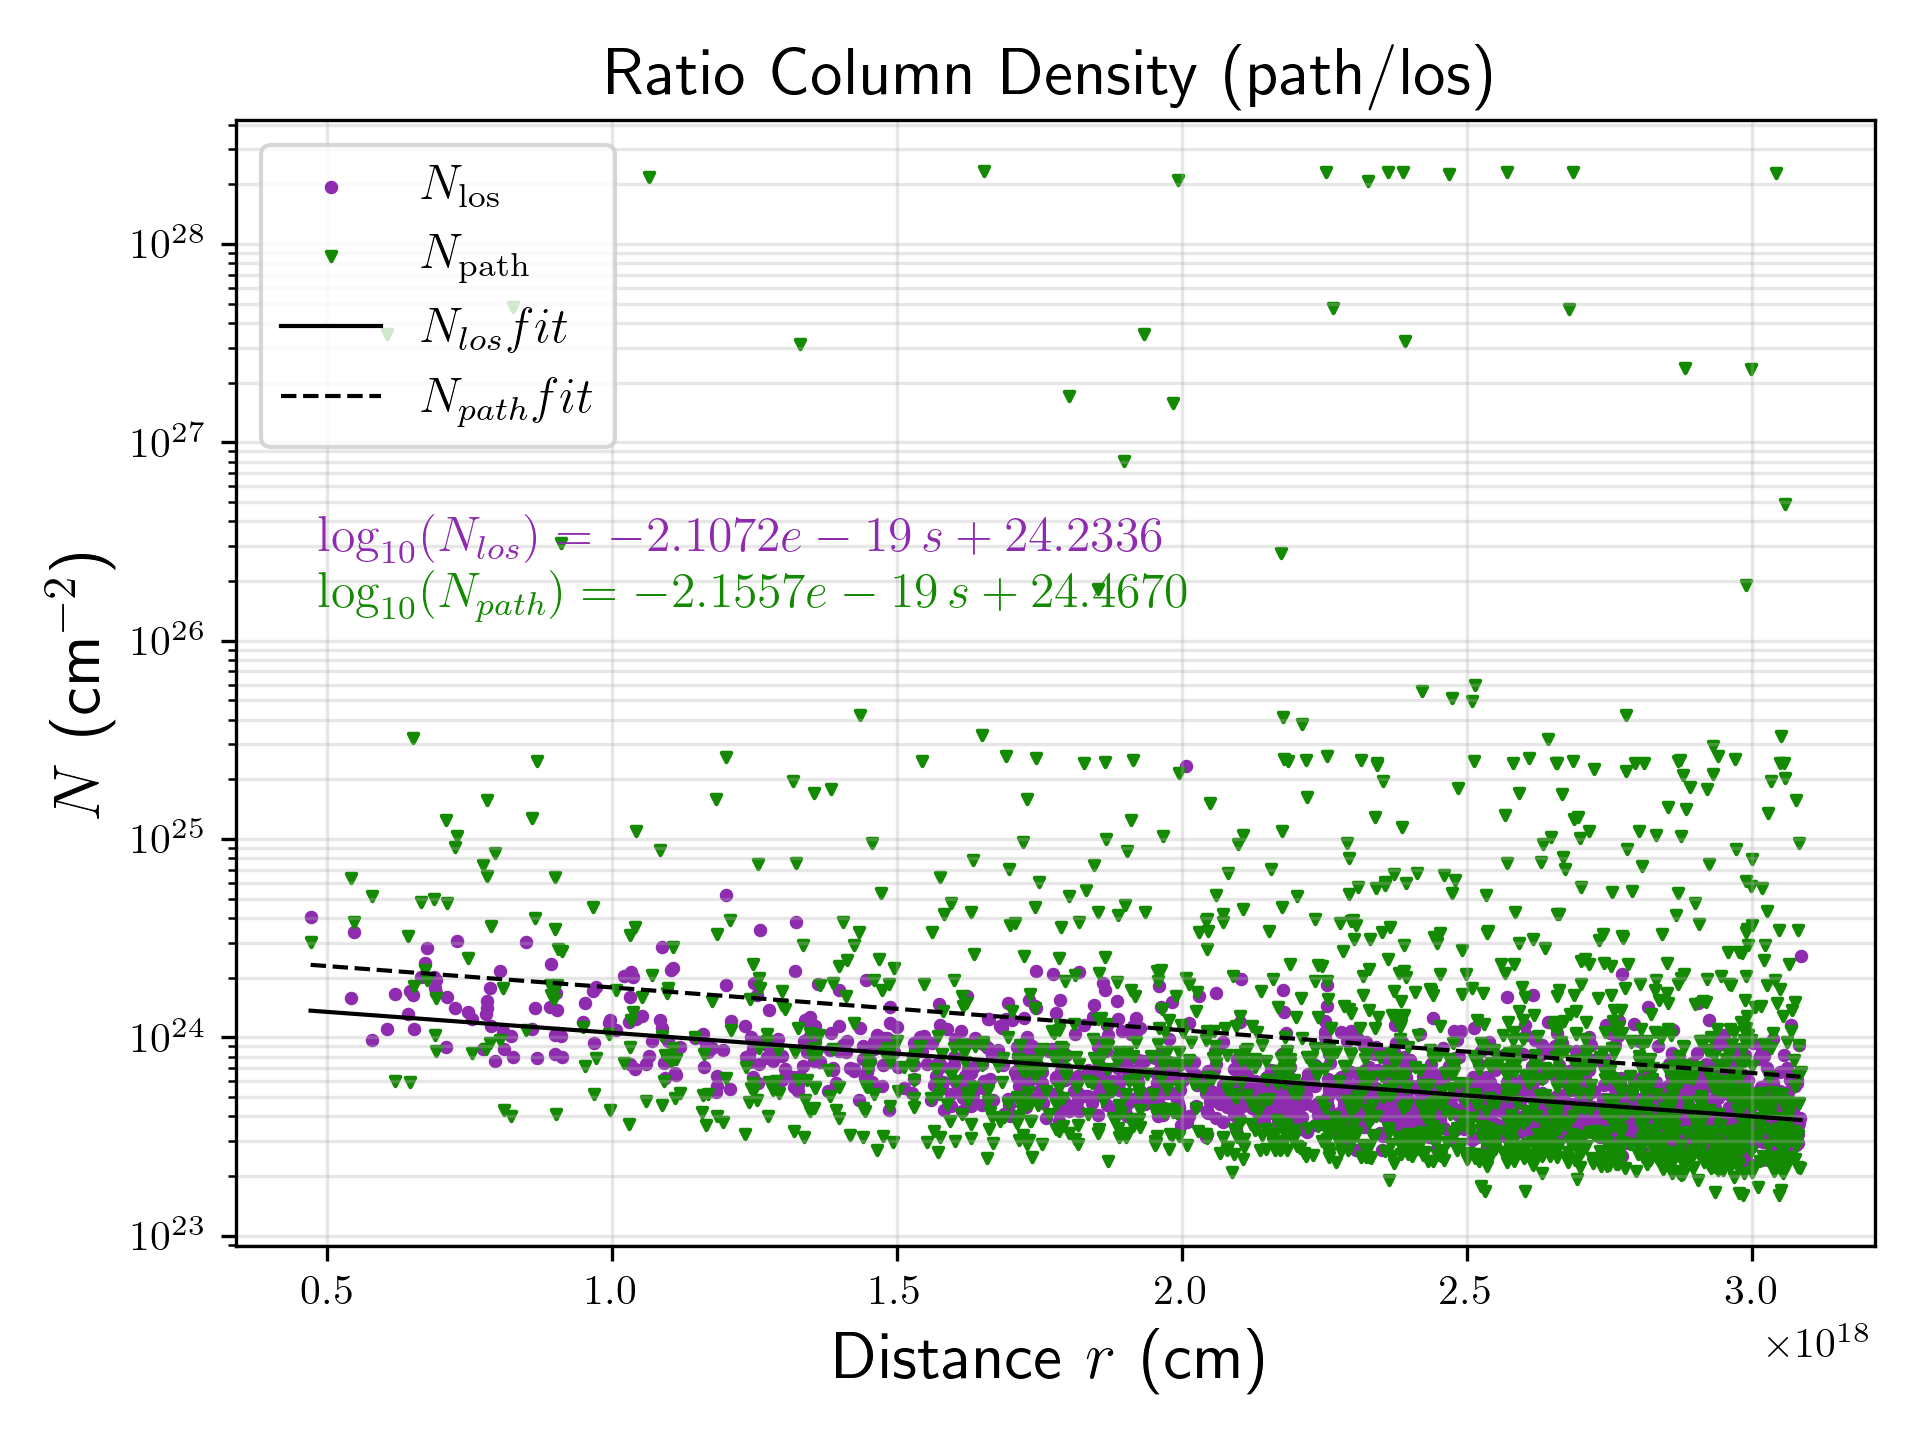 Ratio Column Density (path/los)
N_los
N_path
N_los fit
N_path fit
log_10(N_los) = −2.1072e − 19 s + 24.2336
log_10(N_path) = −2.1557e − 19 s + 24.4670
N (cm^−2)
10^28
10^27
10^26
10^25
10^24
10^23
0.5 1.0 1.5 2.0 2.5 3.0
×10^18
Distance r (cm)